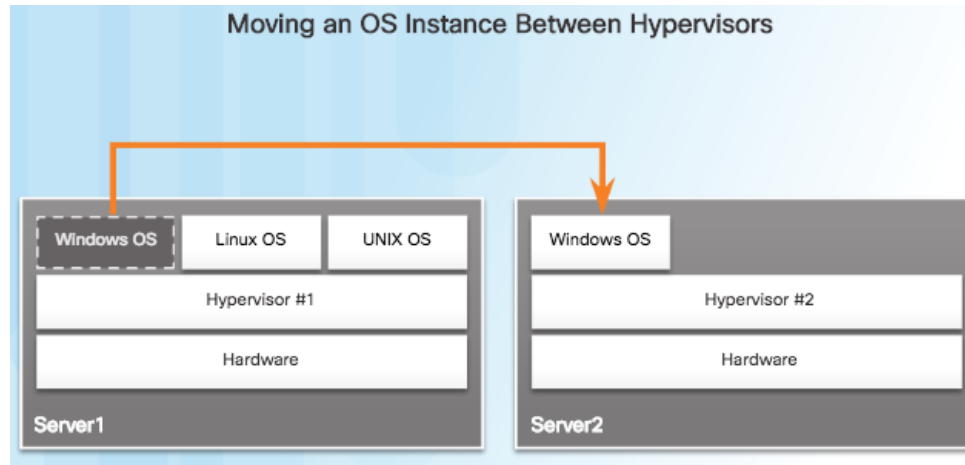 Moving an OS Instance Between Hypervisors
Windows OS
Linux OS
UNIX OS
Hypervisor #1
Hardware
Server1
Windows OS
Hypervisor #2
Hardware
Server2